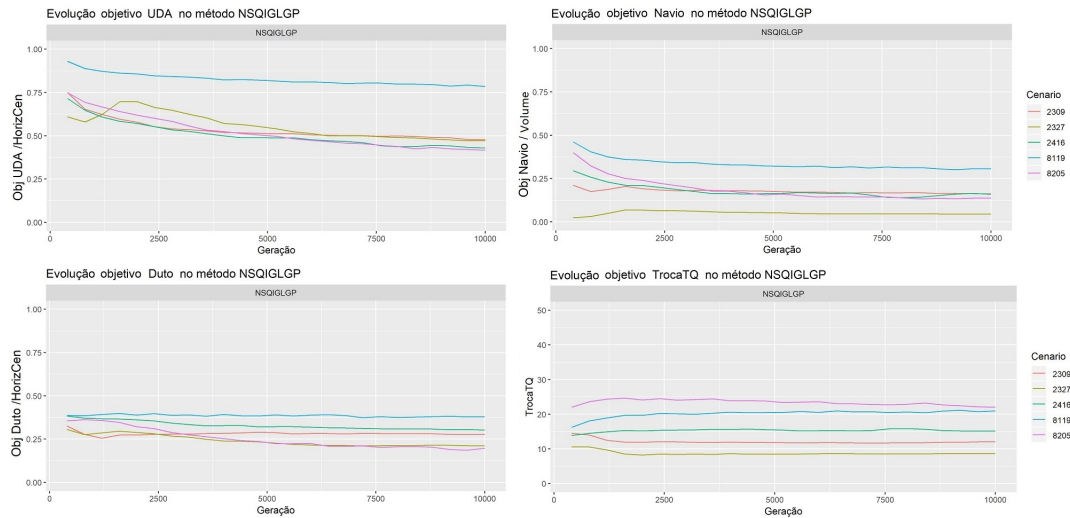 Evolução objetivo UDA no método NSQIGLGP
NSQIGLGP
1.00
0.75
0.50
0.25
0.00
Obj UDA /HorizCen
0
2500
5000
7500
10000
Geração
Evolução objetivo Navio no método NSQIGLGP
NSQIGLGP
1.00
0.75
0.50
0.25
0.00
Obj Navio / Volume
0
2500
5000
7500
10000
Geração
Cenario
2309
2327
2416
8119
8205
Evolução objetivo Duto no método NSQIGLGP
NSQIGLGP
1.00
0.75
0.50
0.25
0.00
Obj Duto /HorizCen
0
2500
5000
7500
10000
Geração
Evolução objetivo TrocaTQ no método NSQIGLGP
NSQIGLGP
50
40
30
20
10
0
TrocaTQ
0
2500
5000
7500
10000
Geração
Cenario
2309
2327
2416
8119
8205